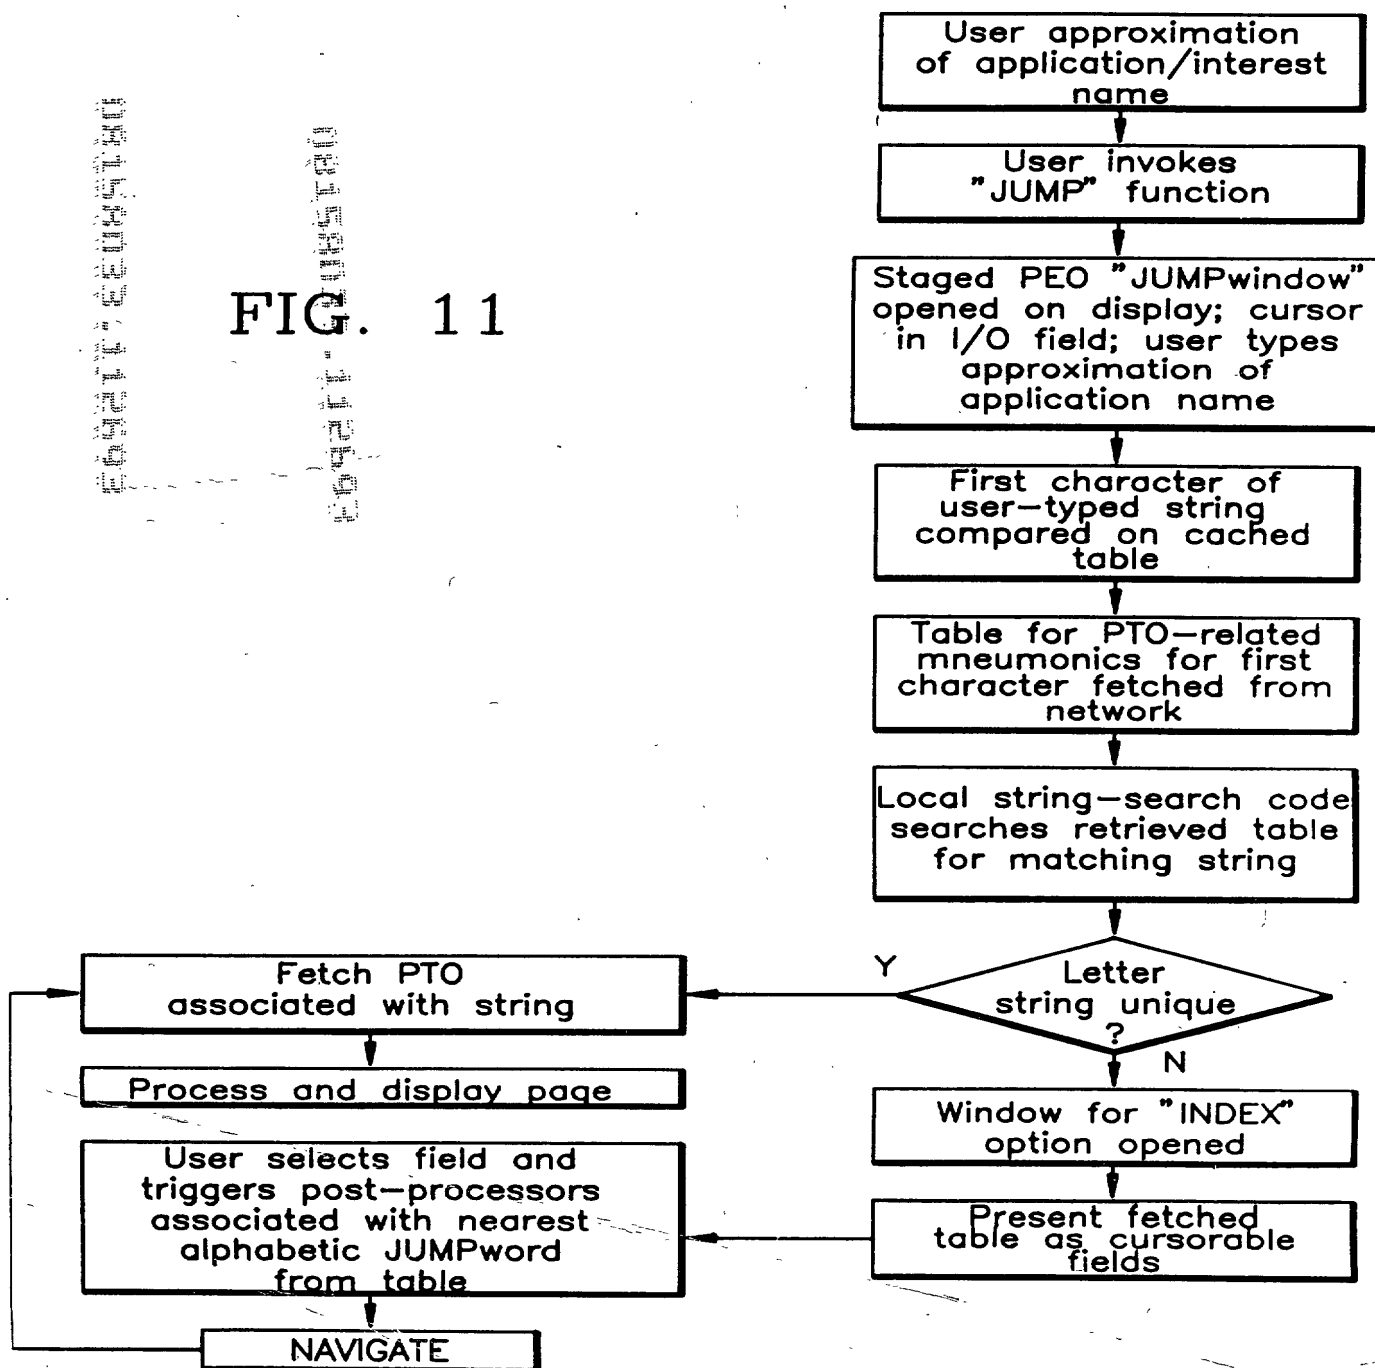 User approximation
of application/interest
name
User invokes
"JUMP" function
FIG. 11
Staged PEO "JUMPwindow"
opened on display; cursor
in I/O field; user types
approximation of
application name
First character of
user-typed string
compared on cached
table
Table for PTO-related
mneumonics for first
character fetched from
network
Local string-search code
searches retrieved table
for matching string
Letter
string unique
?
Y
N
Fetch PTO
associated with string
Process and display page
Window for "INDEX"
option opened
Present fetched
table as cursorable
fields
User selects field and
triggers post-processors
associated with nearest
alphabetic JUMPword
from table
NAVIGATE